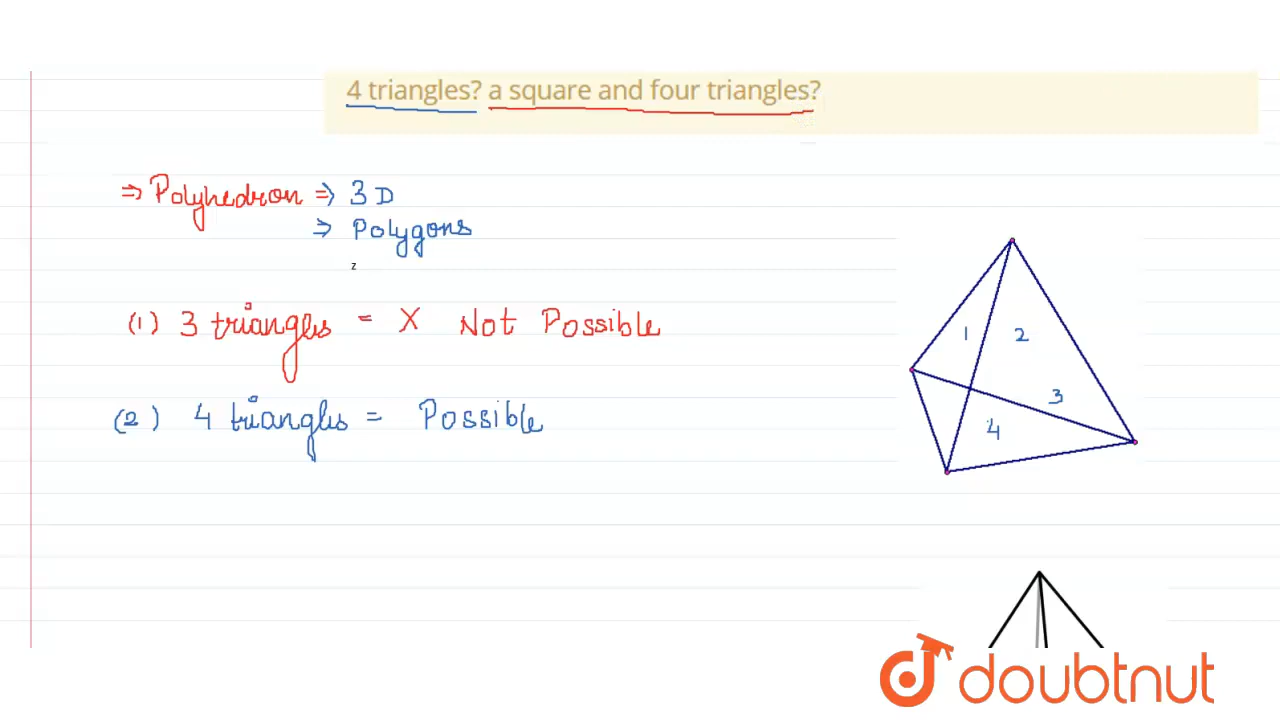 4 triangles? a square and four triangles?
⇒ Polyhedron ⇒ 3D
⇒ Polygons
z
(1) 3 triangles = X Not Possible
(2) 4 triangles = Possible
1 2
3
4
doubtnut